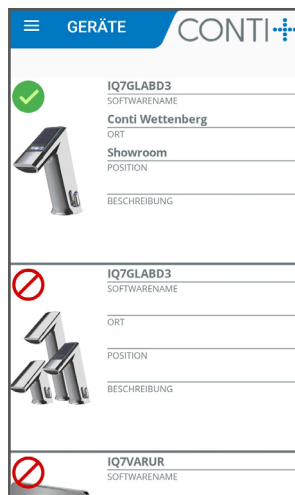 GERÄTE
CONTI+
IQ7GLABD3
SOFTWARENAME
Conti Wettenberg
ORT
Showroom
POSITION
BESCHREIBUNG
IQ7GLABD3
SOFTWARENAME
ORT
POSITION
BESCHREIBUNG
IQ7VARUR
SOFTWARENAME